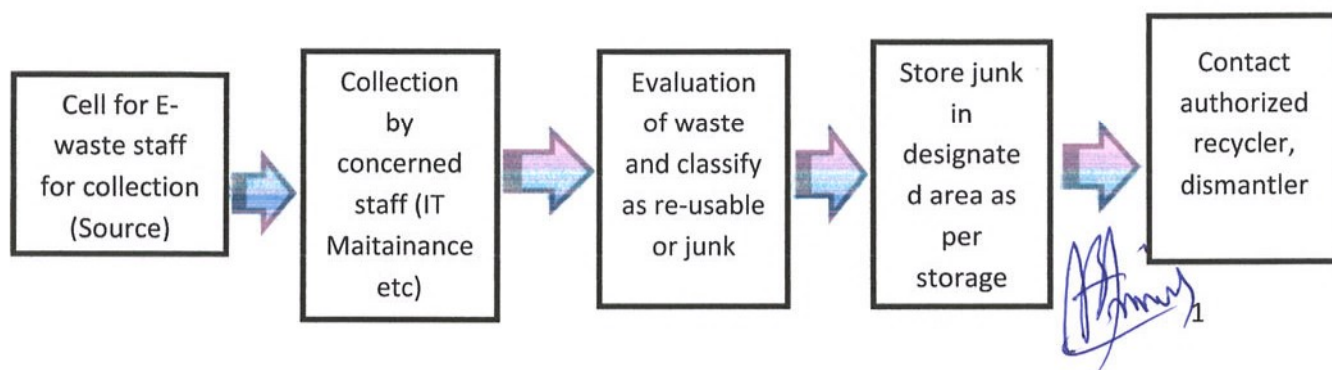 Cell for E-
waste staff
for collection
(Source)
Collection
by
concerned
staff (IT
Maitainance
etc)
Evaluation
of waste
and classify
as re-usable
or junk
Store junk
in
designate
d area as
per
storage
Contact
authorized
recycler,
dismantler
1